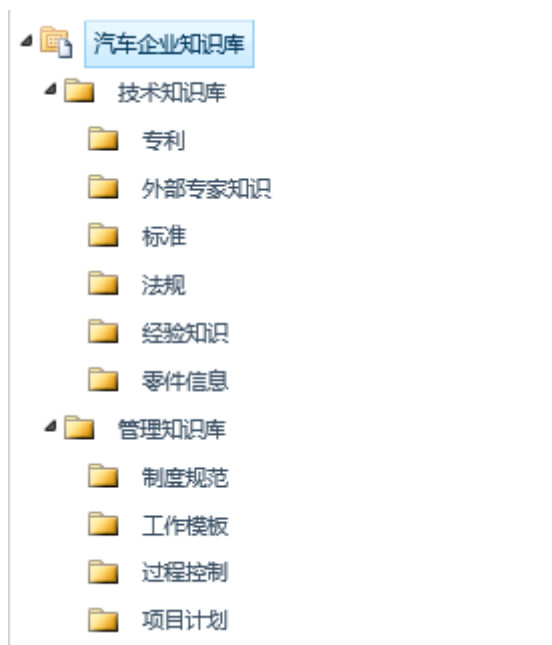 汽车企业知识库
技术知识库
专利
外部专家知识
标准
法规
经验知识
零件信息
管理知识库
制度规范
工作模板
过程控制
项目计划